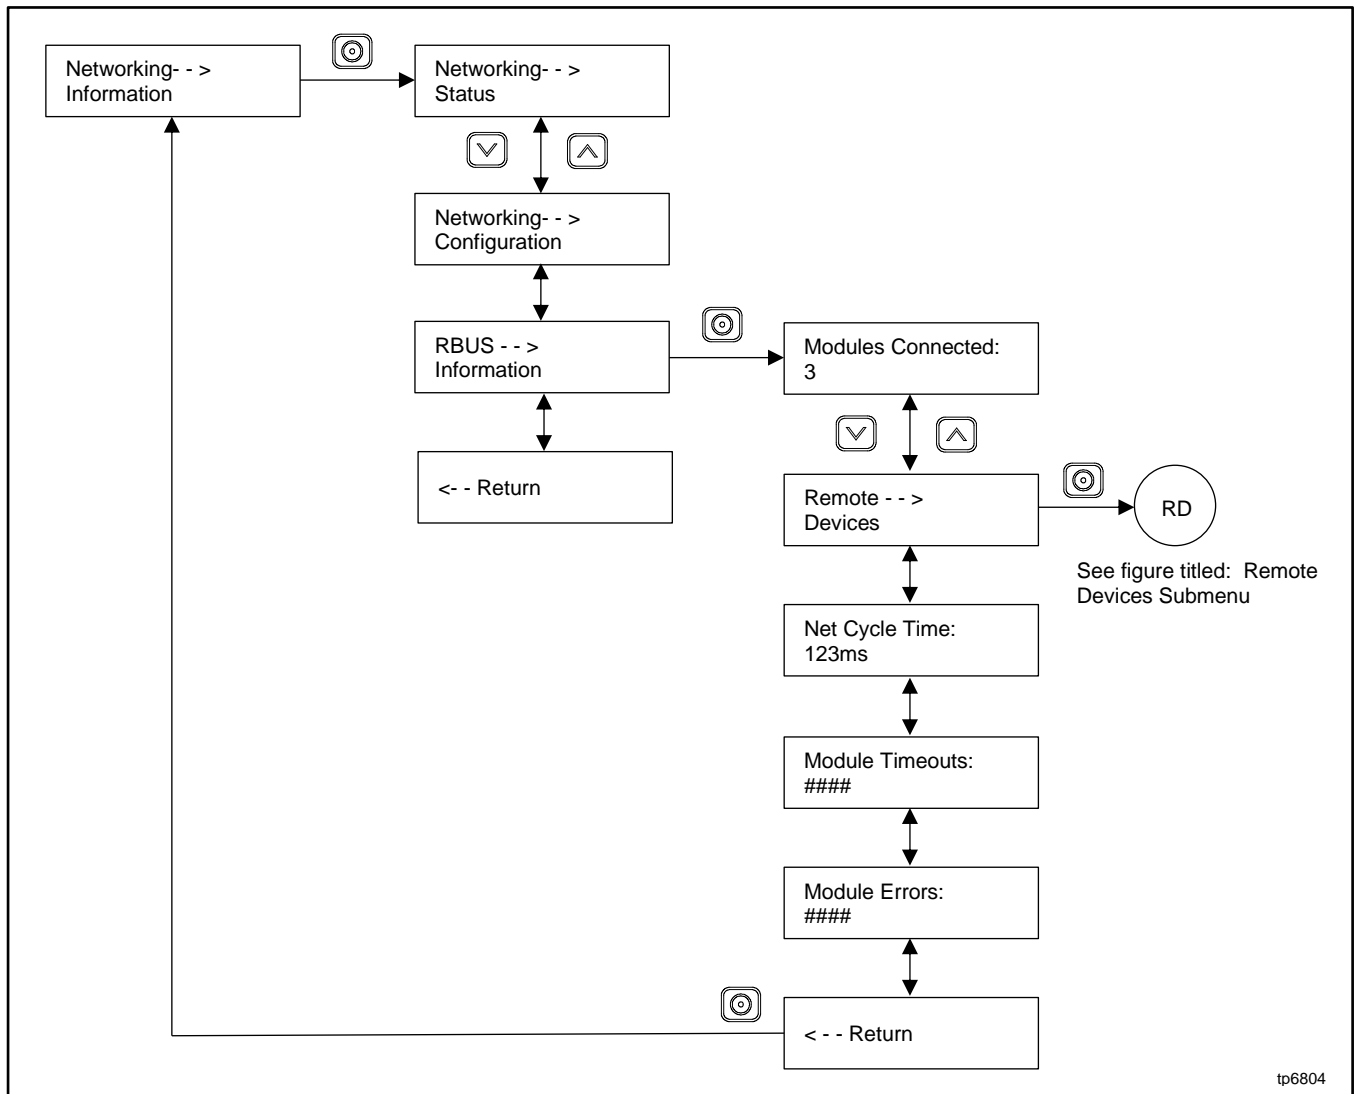 Networking- - >
Information
Networking- - >
Status
Networking- - >
Configuration
RBUS - - >
Information
<- - Return
Modules Connected:
3
Remote - - >
Devices
RD
See figure titled:  Remote
Devices Submenu
Net Cycle Time:
123ms
Module Timeouts:
####
Module Errors:
####
< - - Return
tp6804